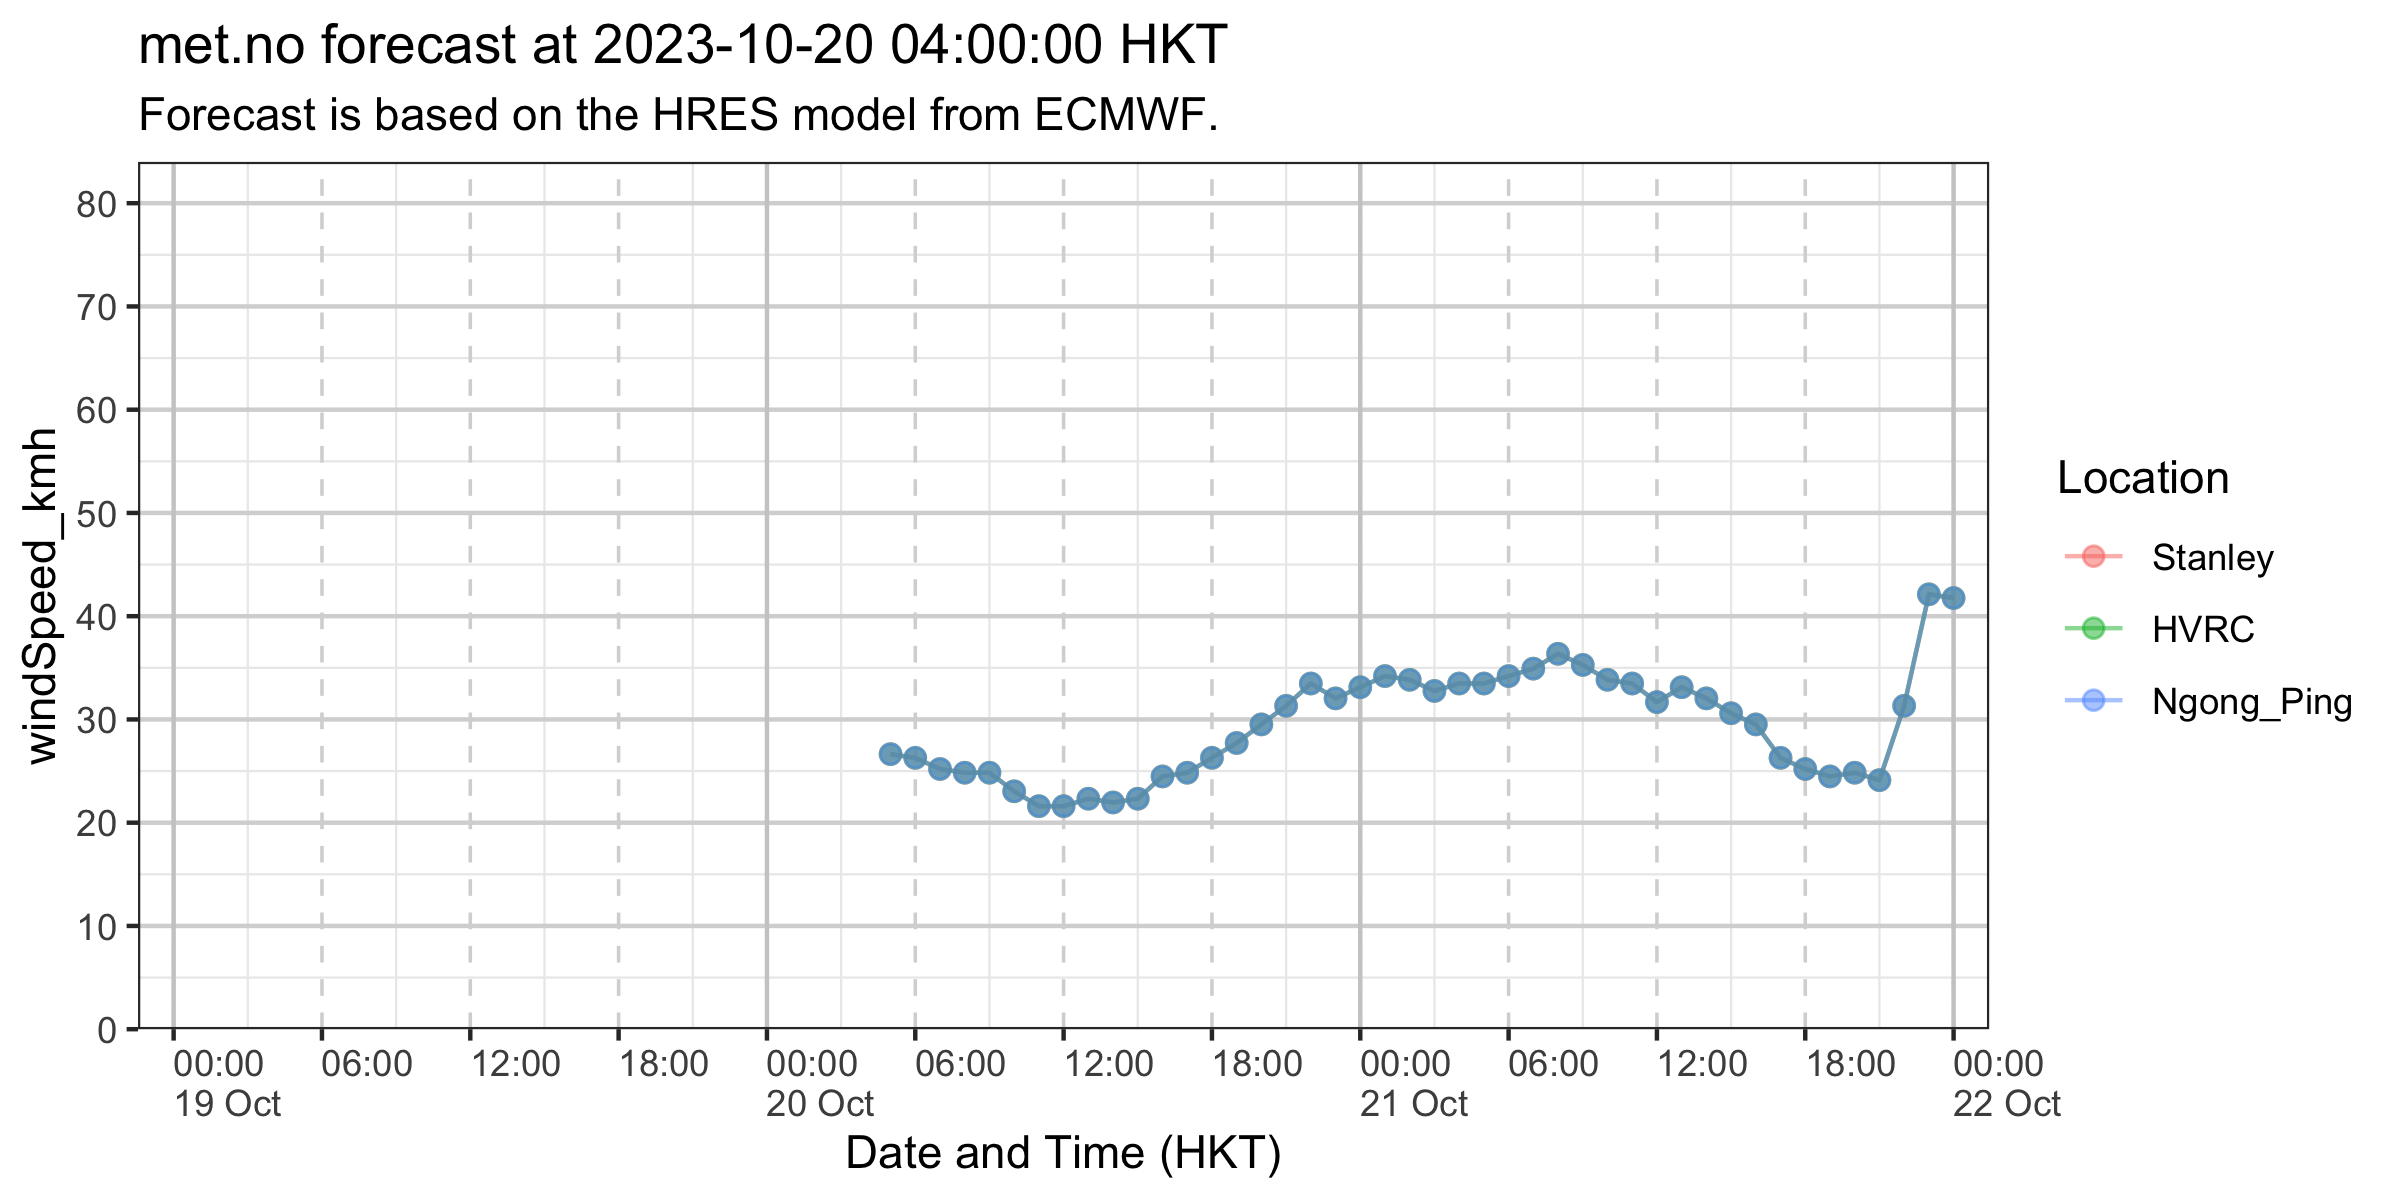 met.no forecast at 2023-10-20 04:00:00 HKT
Forecast is based on the HRES model from ECMWF.
windSpeed_kmh
80
70
60
50
40
30
20
10
0
00:00 06:00 12:00 18:00 00:00 06:00 12:00 18:00 00:00 06:00 12:00 18:00 00:00
19 Oct 20 Oct 21 Oct 22 Oct
Date and Time (HKT)
Location
Stanley
HVRC
Ngong_Ping